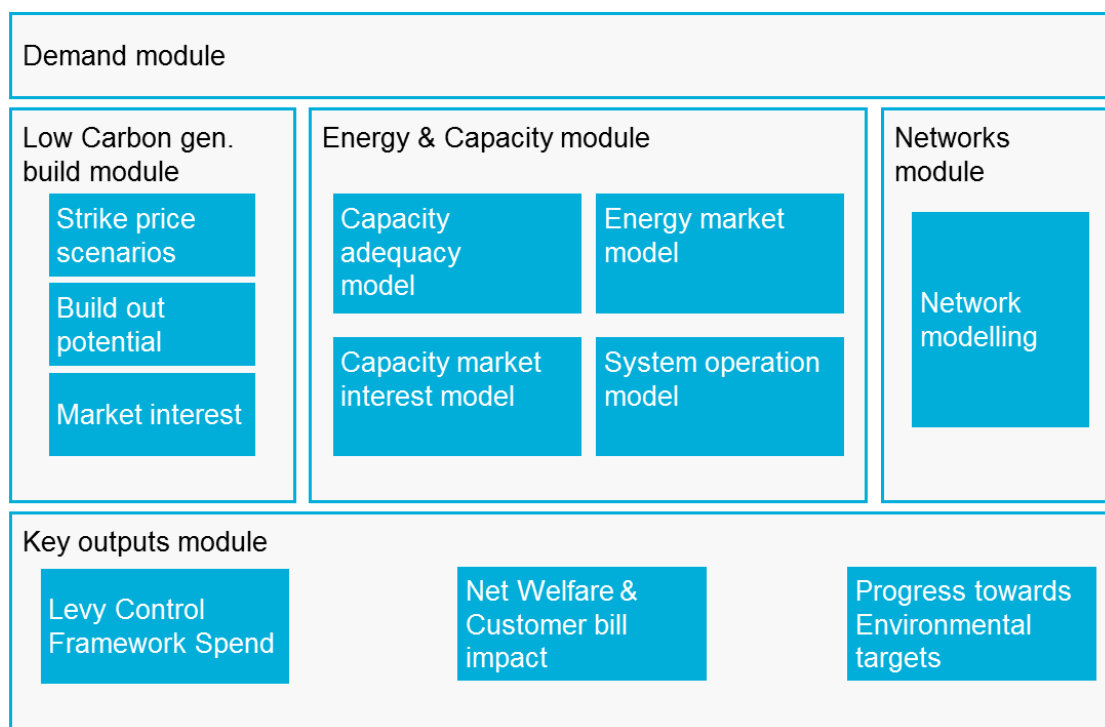 Demand module
Low Carbon gen.
build module
Strike price
scenarios
Build out
potential
Market interest
Energy & Capacity module
Capacity
adequacy
model
Energy market
model
Capacity market
interest model
System operation
model
Networks
module
Network
modelling
Key outputs module
Levy Control
Framework Spend
Net Welfare &
Customer bill
impact
Progress towards
Environmental
targets